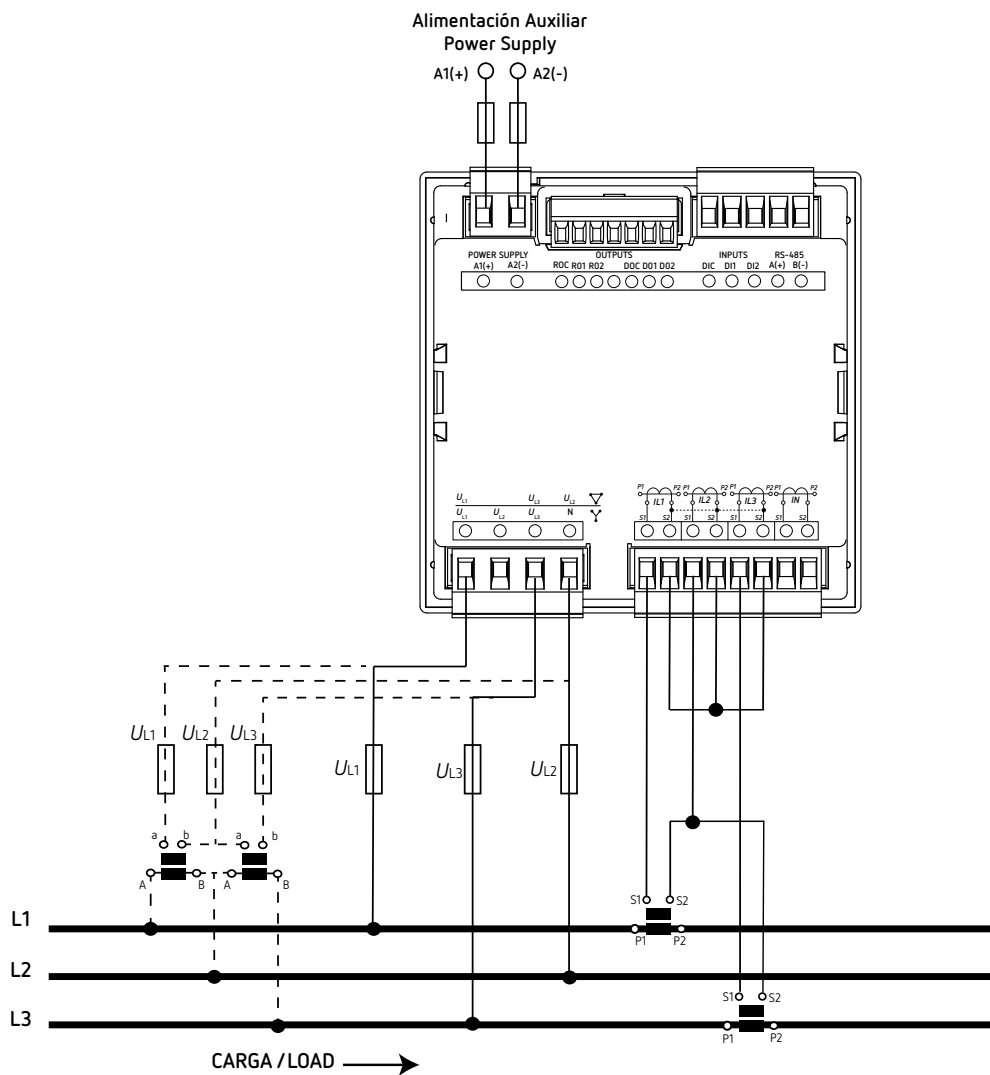 Alimentación Auxiliar
Power Supply
A1(+) A2(-)
POWER SUPPLY OUTPUTS INPUTS RS-485
A1(+) A2(-) ROC RO1 RO2 DOC DO1 DO2 DIC DI1 DI2 A(+) B(-)
P1 P2 P1 P2 P1 P2 P1 P2
IL1 IL2 IL3 IN
UL1 UL3 UL2
UL1 UL2 UL3 N
S1 S2 S1 S2 S1 S2 S1 S2
UL1 UL2 UL3
UL1 UL3 UL2
a b a b
A B A B
S1 S2
L1
P1 P2
L2
S1 S2
L3
P1 P2
CARGA / LOAD